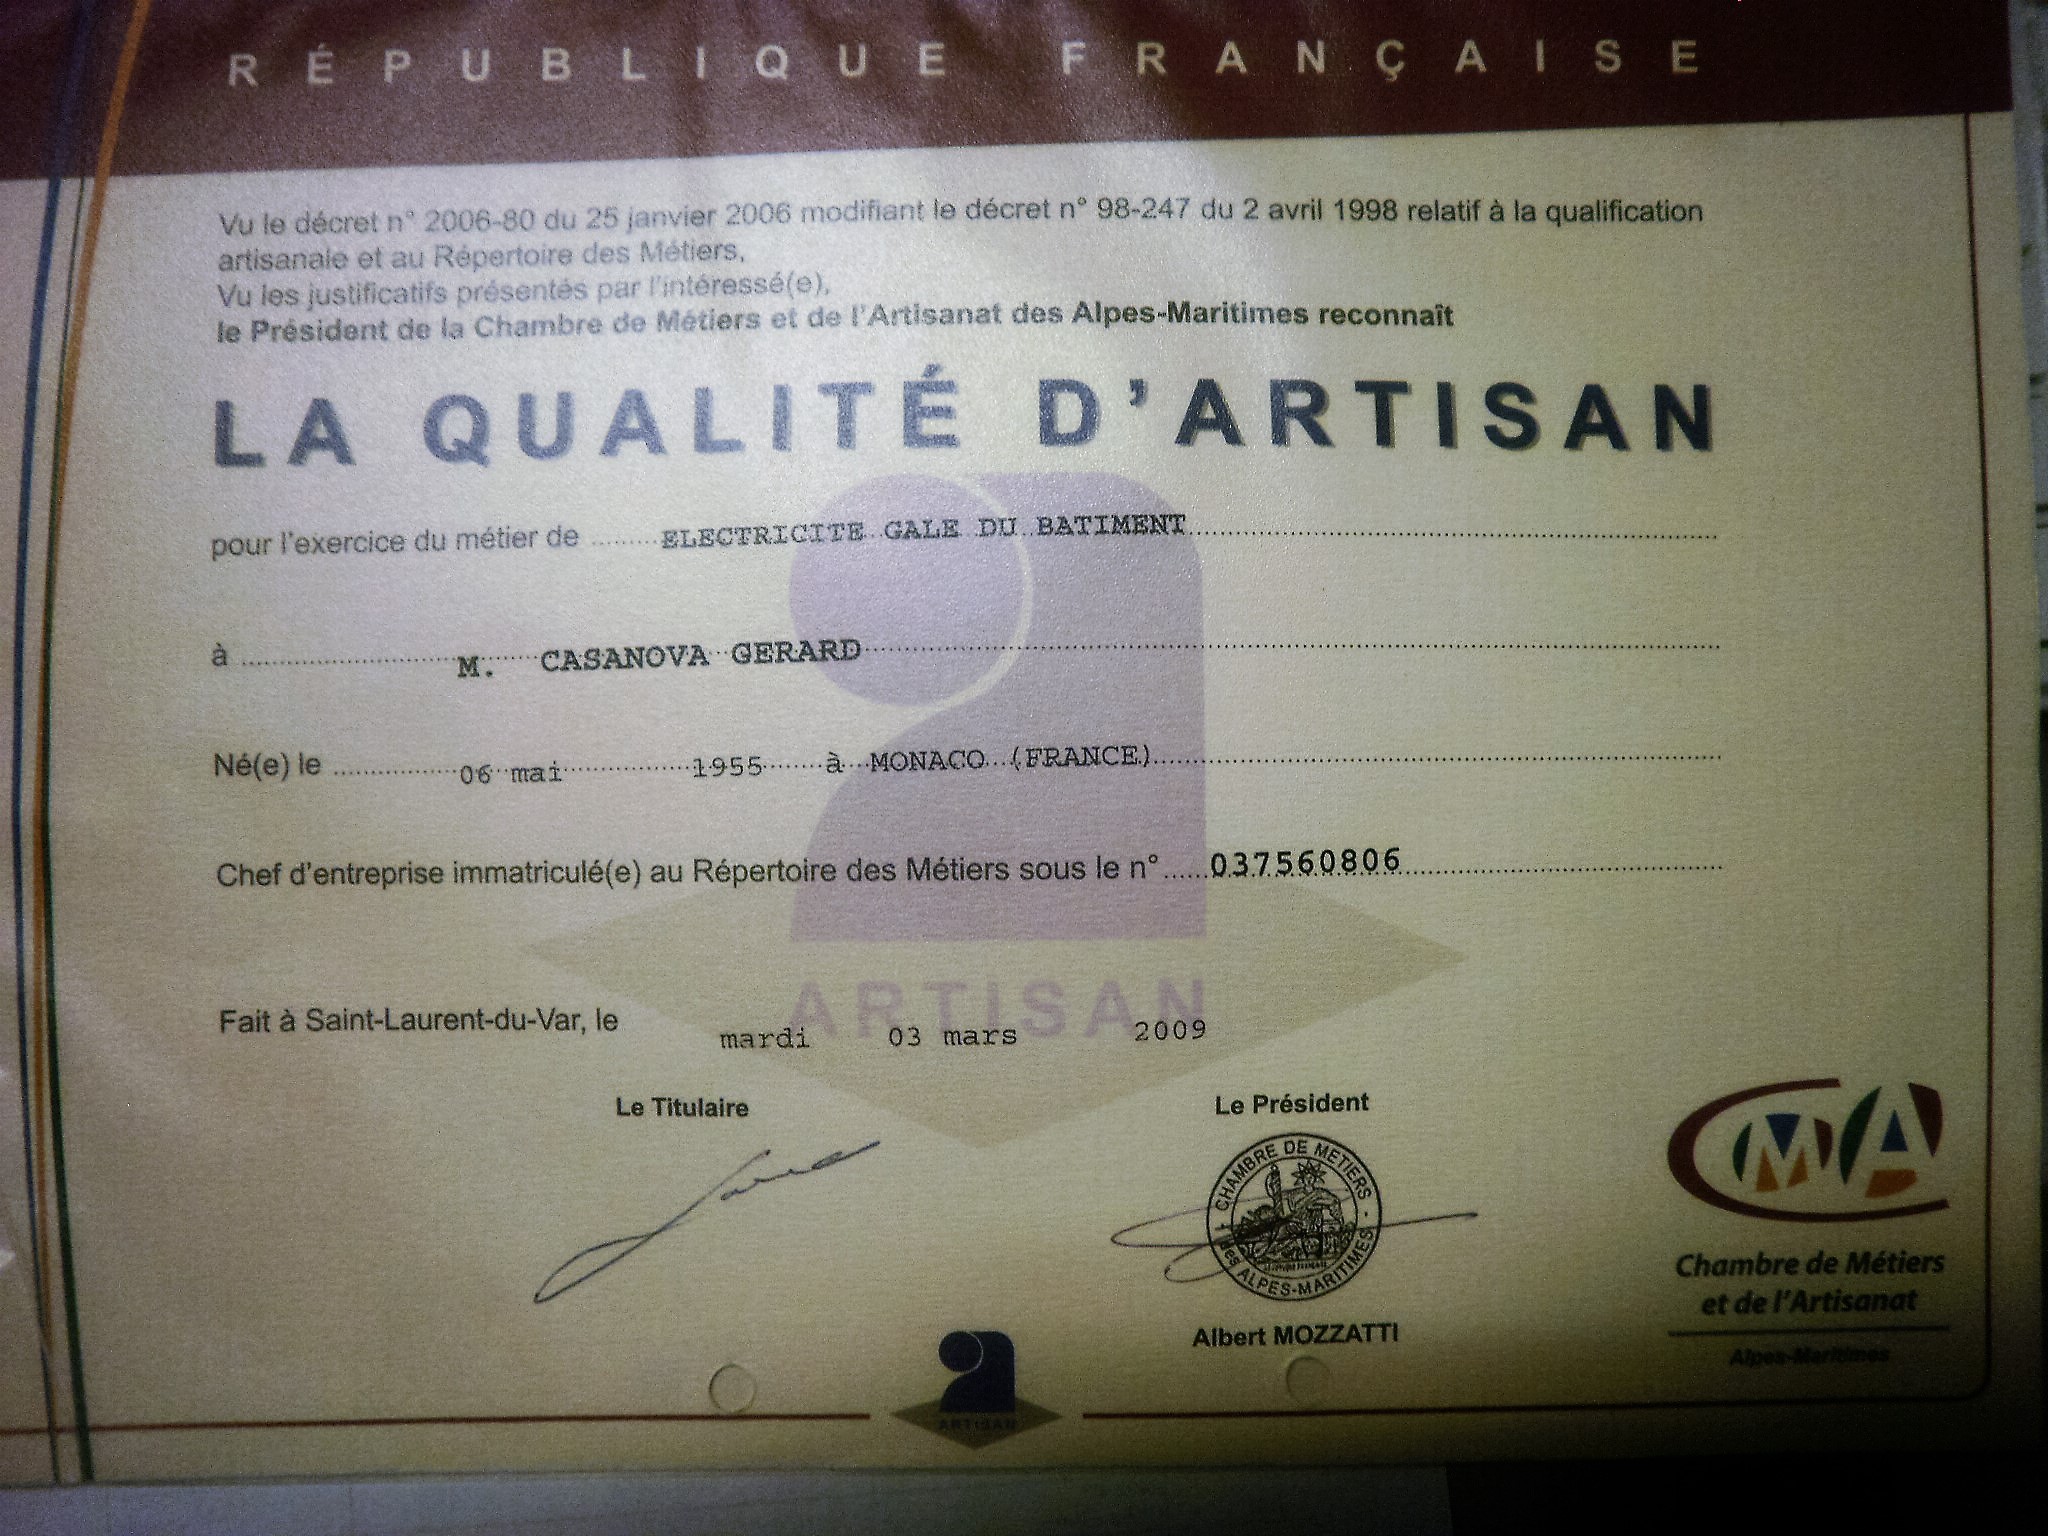 RÉPUBLIQUE FRANÇAISE
Vu le décret n° 2006-80 du 25 janvier 2006 modifiant le décret n° 98-247 du 2 avril 1998 relatif à la qualification
artisanale et au Répertoire des Métiers,
Vu les justificatifs présentés par l'intéressé(e),
le Président de la Chambre de Métiers et de l'Artisanat des Alpes-Maritimes reconnaît
LA QUALITÉ D'ARTISAN
pour l'exercice du métier de ELECTRICITE GALE DU BATIMENT
à M. CASANOVA GERARD
Né(e) le 06 mai 1955 à MONACO (FRANCE)
Chef d'entreprise immatriculé(e) au Répertoire des Métiers sous le n° 037560806
ARTISAN
Fait à Saint-Laurent-du-Var, le mardi 03 mars 2009
Le Titulaire
Le Président
CHAMBRE DE METIERS
des ALPES-MARITIMES
Albert MOZZATTI
CMA
Chambre de Métiers
et de l'Artisanat
Alpes-Maritimes
ARTISAN